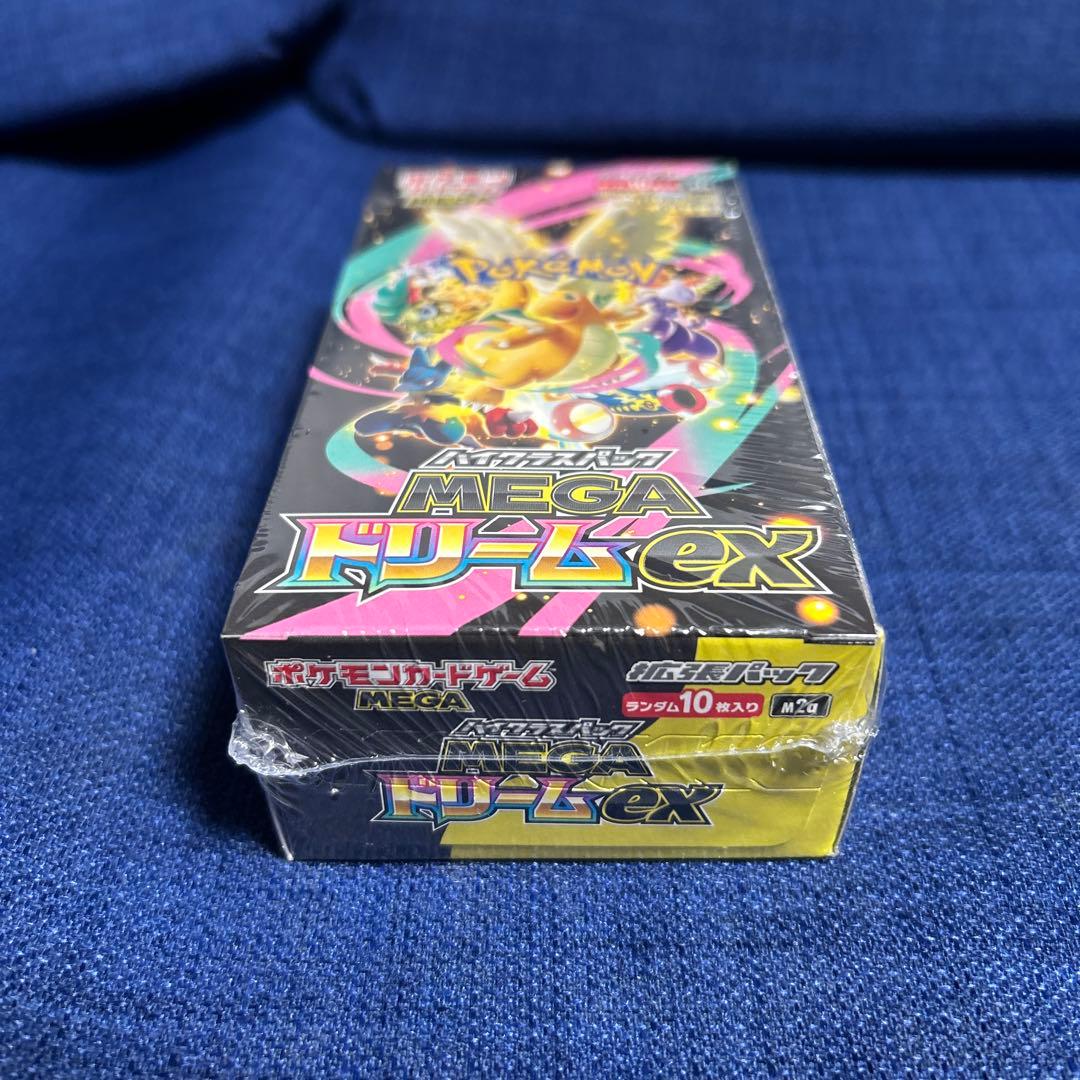 POKÉMON
ハイクラスパック
MEGA
ドリームex
ポケモンカードゲーム
MEGA
拡張パック
ランダム10枚入り M2a
ハイクラスパック
MEGA
ドリームex